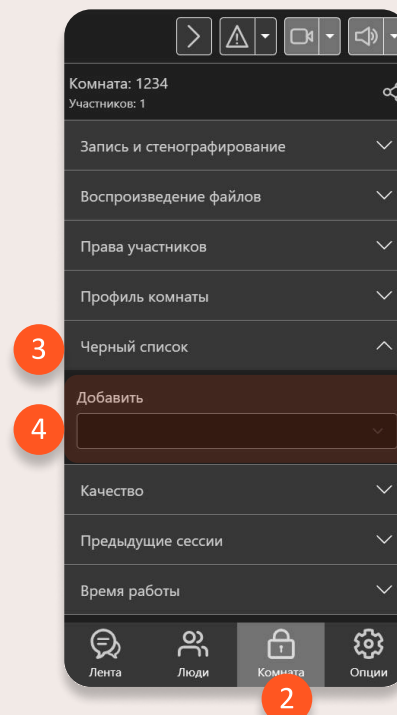 Комната: 1234
Участников: 1
Запись и стенографирование
Воспроизведение файлов
Права участников
Профиль комнаты
3
Черный список
Добавить
4
Качество
Предыдущие сессии
Время работы
Лента
Люди
Комната
Опции
2